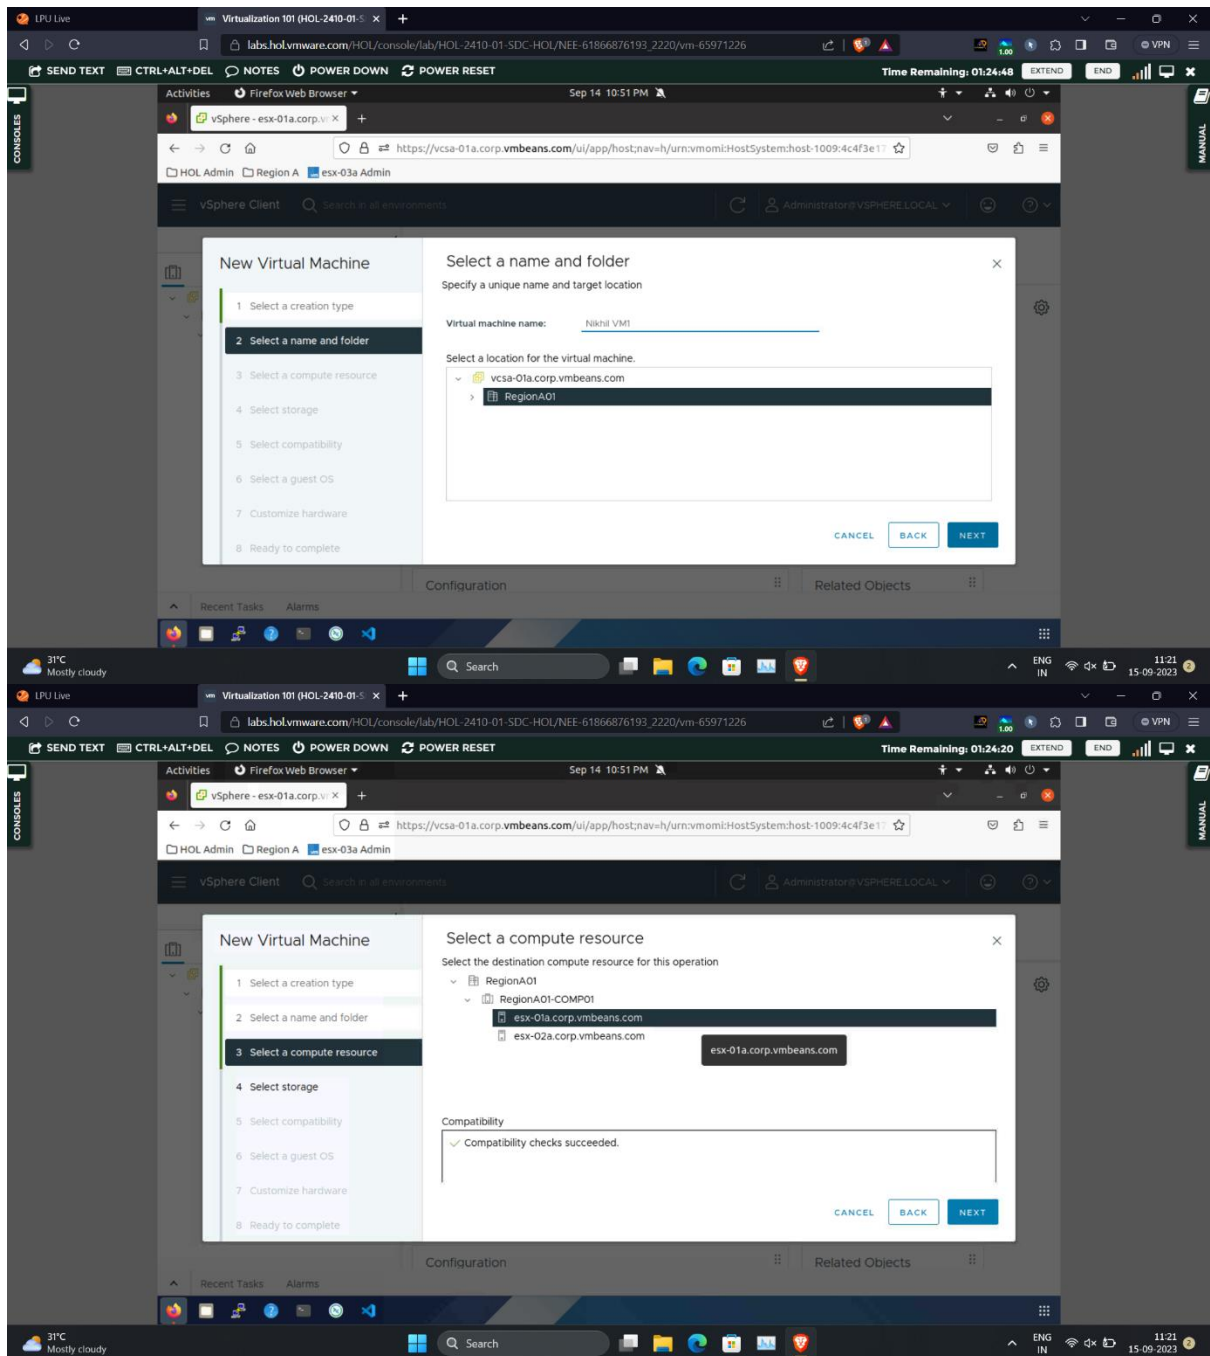 LPU Live
vm Virtualization 101 (HOL-2410-01-S
labs.hol.vmware.com/HOL/console/lab/HOL-2410-01-SDC-HOL/NEE-61866876193_2220/vm-65971226
1.00
VPN
SEND TEXT CTRL+ALT+DEL NOTES POWER DOWN POWER RESET
Time Remaining: 01:24:48 EXTEND END
CONSOLES
MANUAL
Activities Firefox Web Browser Sep 14 10:51 PM
vSphere - esx-01a.corp.vm
https://vcsa-01a.corp.vmbeans.com/ui/app/host;nav=h/urn:vmomi:HostSystem:host-1009:4c4f3e17
HOL Admin Region A esx-03a Admin
vSphere Client Search in all environments Administrator@VSPHERE.LOCAL
New Virtual Machine
1 Select a creation type
2 Select a name and folder
3 Select a compute resource
4 Select storage
5 Select compatibility
6 Select a guest OS
7 Customize hardware
8 Ready to complete
Select a name and folder
Specify a unique name and target location
Virtual machine name: Nikhil VM1
Select a location for the virtual machine.
vcsa-01a.corp.vmbeans.com
RegionA01
CANCEL BACK NEXT
Configuration Related Objects
Recent Tasks Alarms
31°C
Mostly cloudy
Search
ENG
IN
11:21
15-09-2023
2
LPU Live
vm Virtualization 101 (HOL-2410-01-S
labs.hol.vmware.com/HOL/console/lab/HOL-2410-01-SDC-HOL/NEE-61866876193_2220/vm-65971226
1.00
VPN
SEND TEXT CTRL+ALT+DEL NOTES POWER DOWN POWER RESET
Time Remaining: 01:24:20 EXTEND END
CONSOLES
MANUAL
Activities Firefox Web Browser Sep 14 10:51 PM
vSphere - esx-01a.corp.vm
https://vcsa-01a.corp.vmbeans.com/ui/app/host;nav=h/urn:vmomi:HostSystem:host-1009:4c4f3e17
HOL Admin Region A esx-03a Admin
vSphere Client Search in all environments Administrator@VSPHERE.LOCAL
New Virtual Machine
1 Select a creation type
2 Select a name and folder
3 Select a compute resource
4 Select storage
5 Select compatibility
6 Select a guest OS
7 Customize hardware
8 Ready to complete
Select a compute resource
Select the destination compute resource for this operation
RegionA01
RegionA01-COMP01
esx-01a.corp.vmbeans.com
esx-02a.corp.vmbeans.com
esx-01a.corp.vmbeans.com
Compatibility
Compatibility checks succeeded.
CANCEL BACK NEXT
Configuration Related Objects
Recent Tasks Alarms
31°C
Mostly cloudy
Search
ENG
IN
11:21
15-09-2023
2